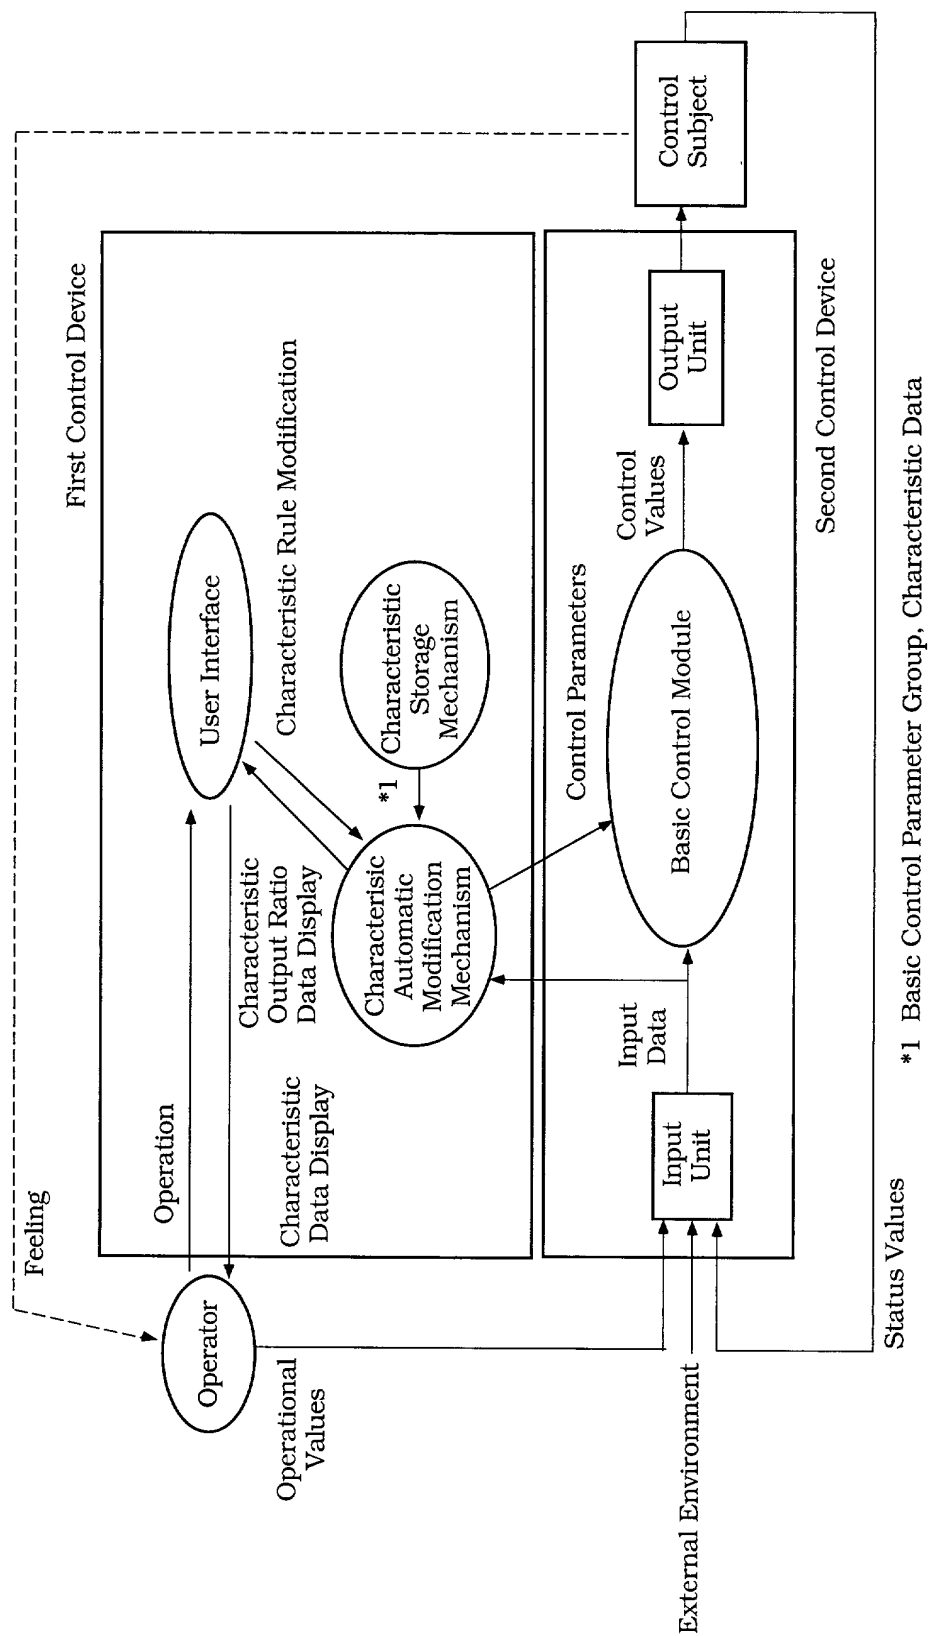 Feeling
First Control Device
Operator
Operation
User Interface
Characteristic Rule Modification
Characteristic
Output Ratio
Data Display
Characteristic
Data Display
Characterisic
Automatic
Modification
Mechanism
*1
Characteristic
Storage
Mechanism
Operational
Values
External Environment
Input
Unit
Input
Data
Control Parameters
Basic Control Module
Control
Values
Output
Unit
Control
Subject
Second Control Device
Status Values
*1 Basic Control Parameter Group, Characteristic Data